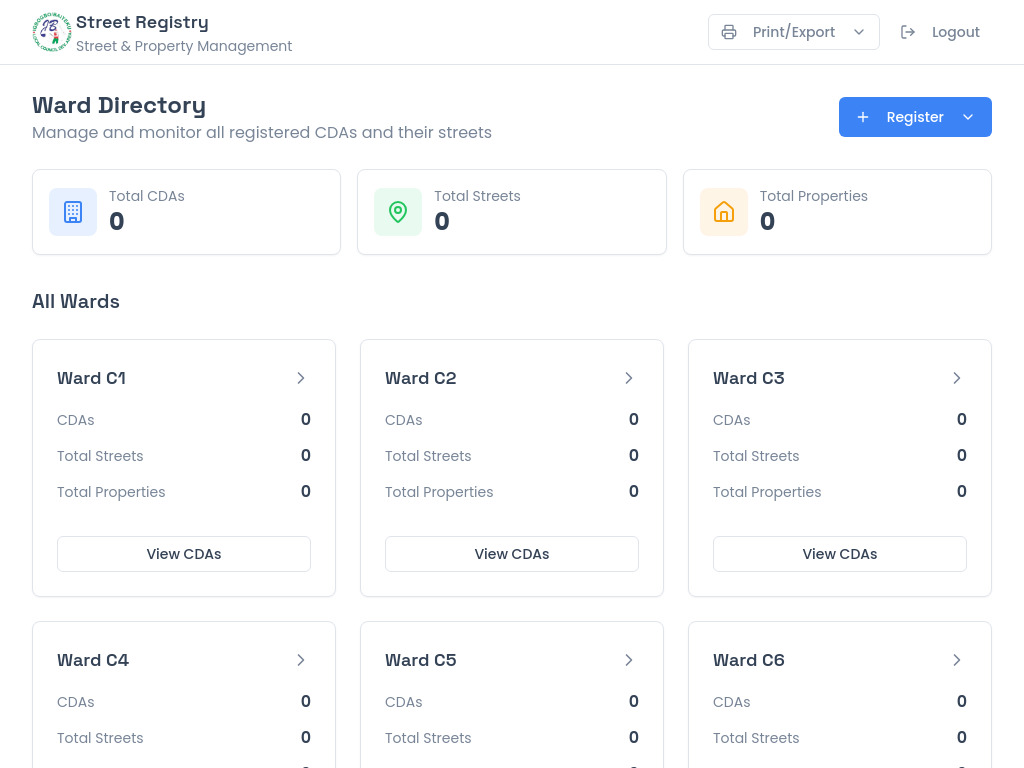 Street Registry
Street & Property Management
Print/Export
Logout
Ward Directory
Manage and monitor all registered CDAs and their streets
Register
Total CDAs
0
Total Streets
0
Total Properties
0
All Wards
Ward C1
CDAs 0
Total Streets 0
Total Properties 0
View CDAs
Ward C2
CDAs 0
Total Streets 0
Total Properties 0
View CDAs
Ward C3
CDAs 0
Total Streets 0
Total Properties 0
View CDAs
Ward C4
CDAs 0
Total Streets 0
Ward C5
CDAs 0
Total Streets 0
Ward C6
CDAs 0
Total Streets 0